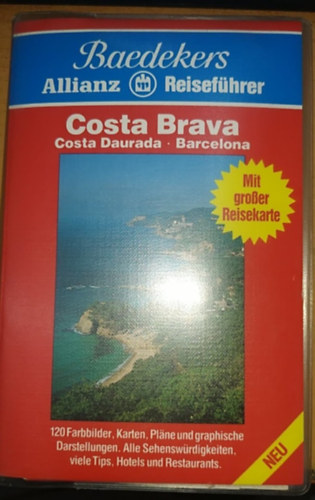 Baedekers
Allianz Reiseführer
Costa Brava
Costa Daurada · Barcelona
Mit
großer
Reisekarte
120 Farbbilder, Karten, Pläne und graphische
Darstellungen. Alle Sehenswürdigkeiten,
viele Tips, Hotels und Restaurants.
NEU